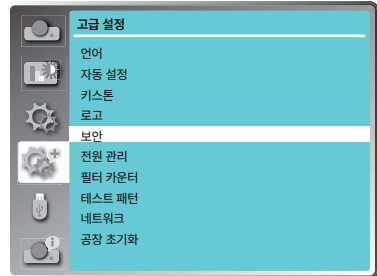 고급 설정
언어
자동 설정
키스톤
로고
보안
전원 관리
필터 카운터
테스트 패턴
네트워크
공장 초기화